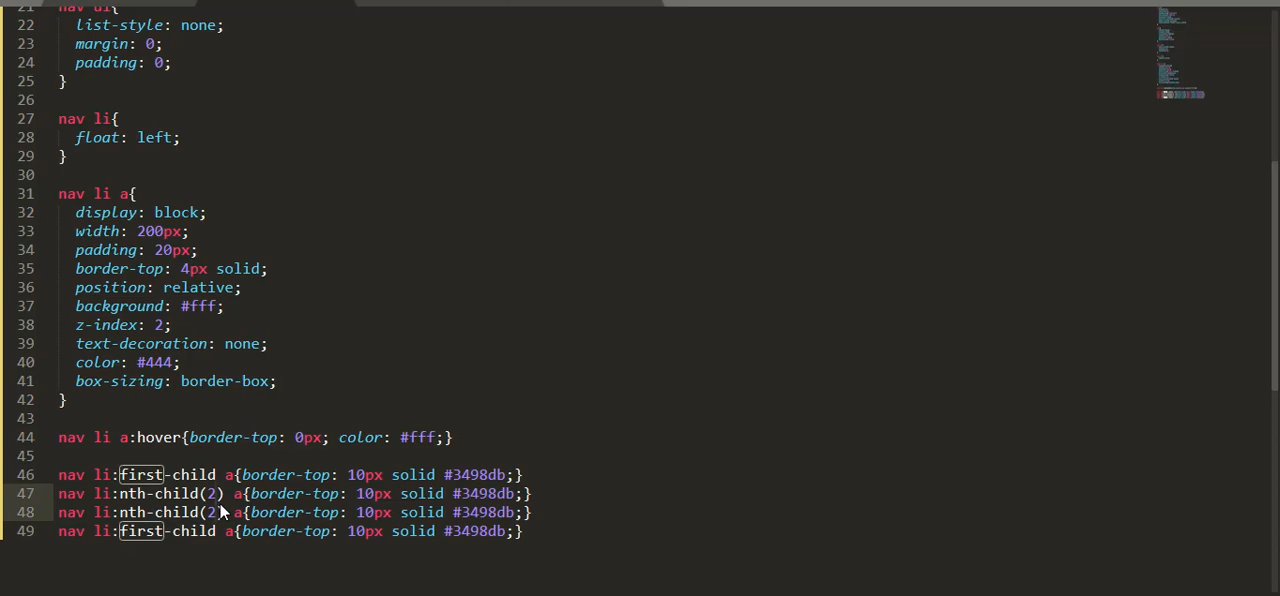 21 nav ul{
22 list-style: none;
23 margin: 0;
24 padding: 0;
25 }
26
27 nav li{
28 float: left;
29 }
30
31 nav li a{
32 display: block;
33 width: 200px;
34 padding: 20px;
35 border-top: 4px solid;
36 position: relative;
37 background: #fff;
38 z-index: 2;
39 text-decoration: none;
40 color: #444;
41 box-sizing: border-box;
42 }
43
44 nav li a:hover{border-top: 0px; color: #fff;}
45
46 nav li:first-child a{border-top: 10px solid #3498db;}
47 nav li:nth-child(2) a{border-top: 10px solid #3498db;}
48 nav li:nth-child(2) a{border-top: 10px solid #3498db;}
49 nav li:first-child a{border-top: 10px solid #3498db;}